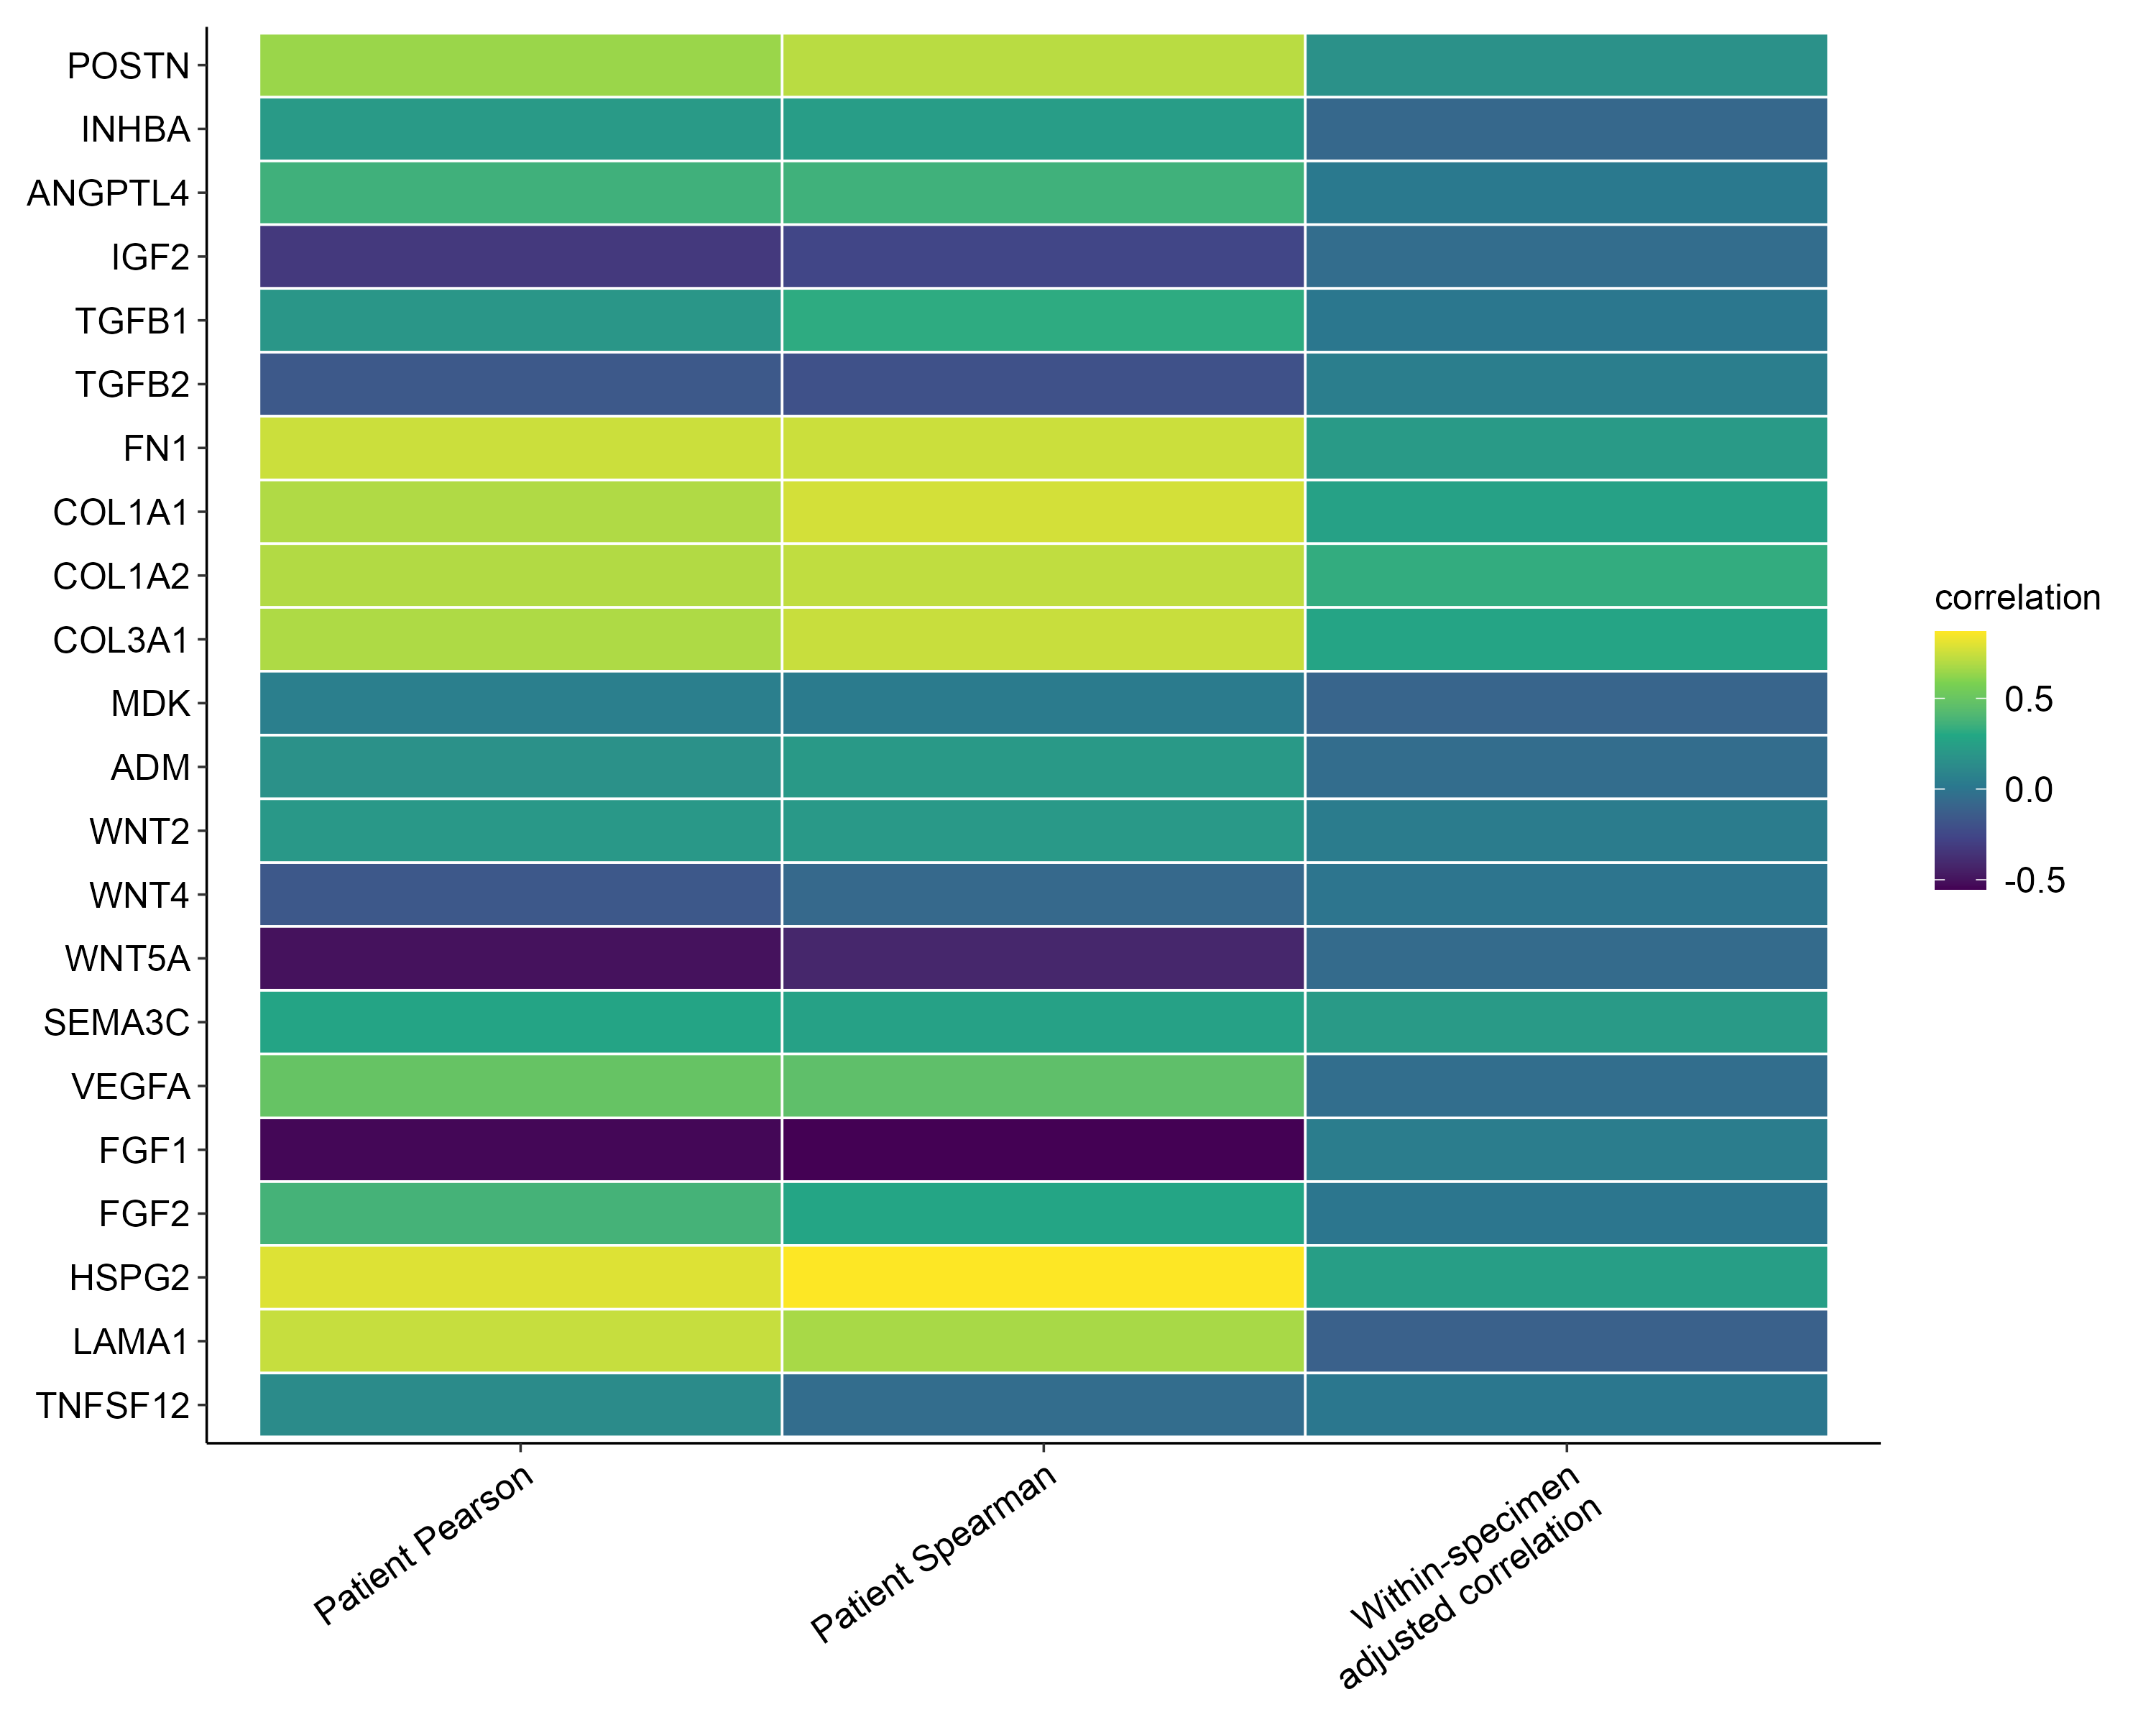 POSTN
INHBA
ANGPTL4
IGF2
TGFB1
TGFB2
FN1
COL1A1
COL1A2
COL3A1
MDK
ADM
WNT2
WNT4
WNT5A
SEMA3C
VEGFA
FGF1
FGF2
HSPG2
LAMA1
TNFSF12
Patient Pearson
Patient Spearman
Within-specimen
adjusted correlation
correlation
0.5
0.0
-0.5